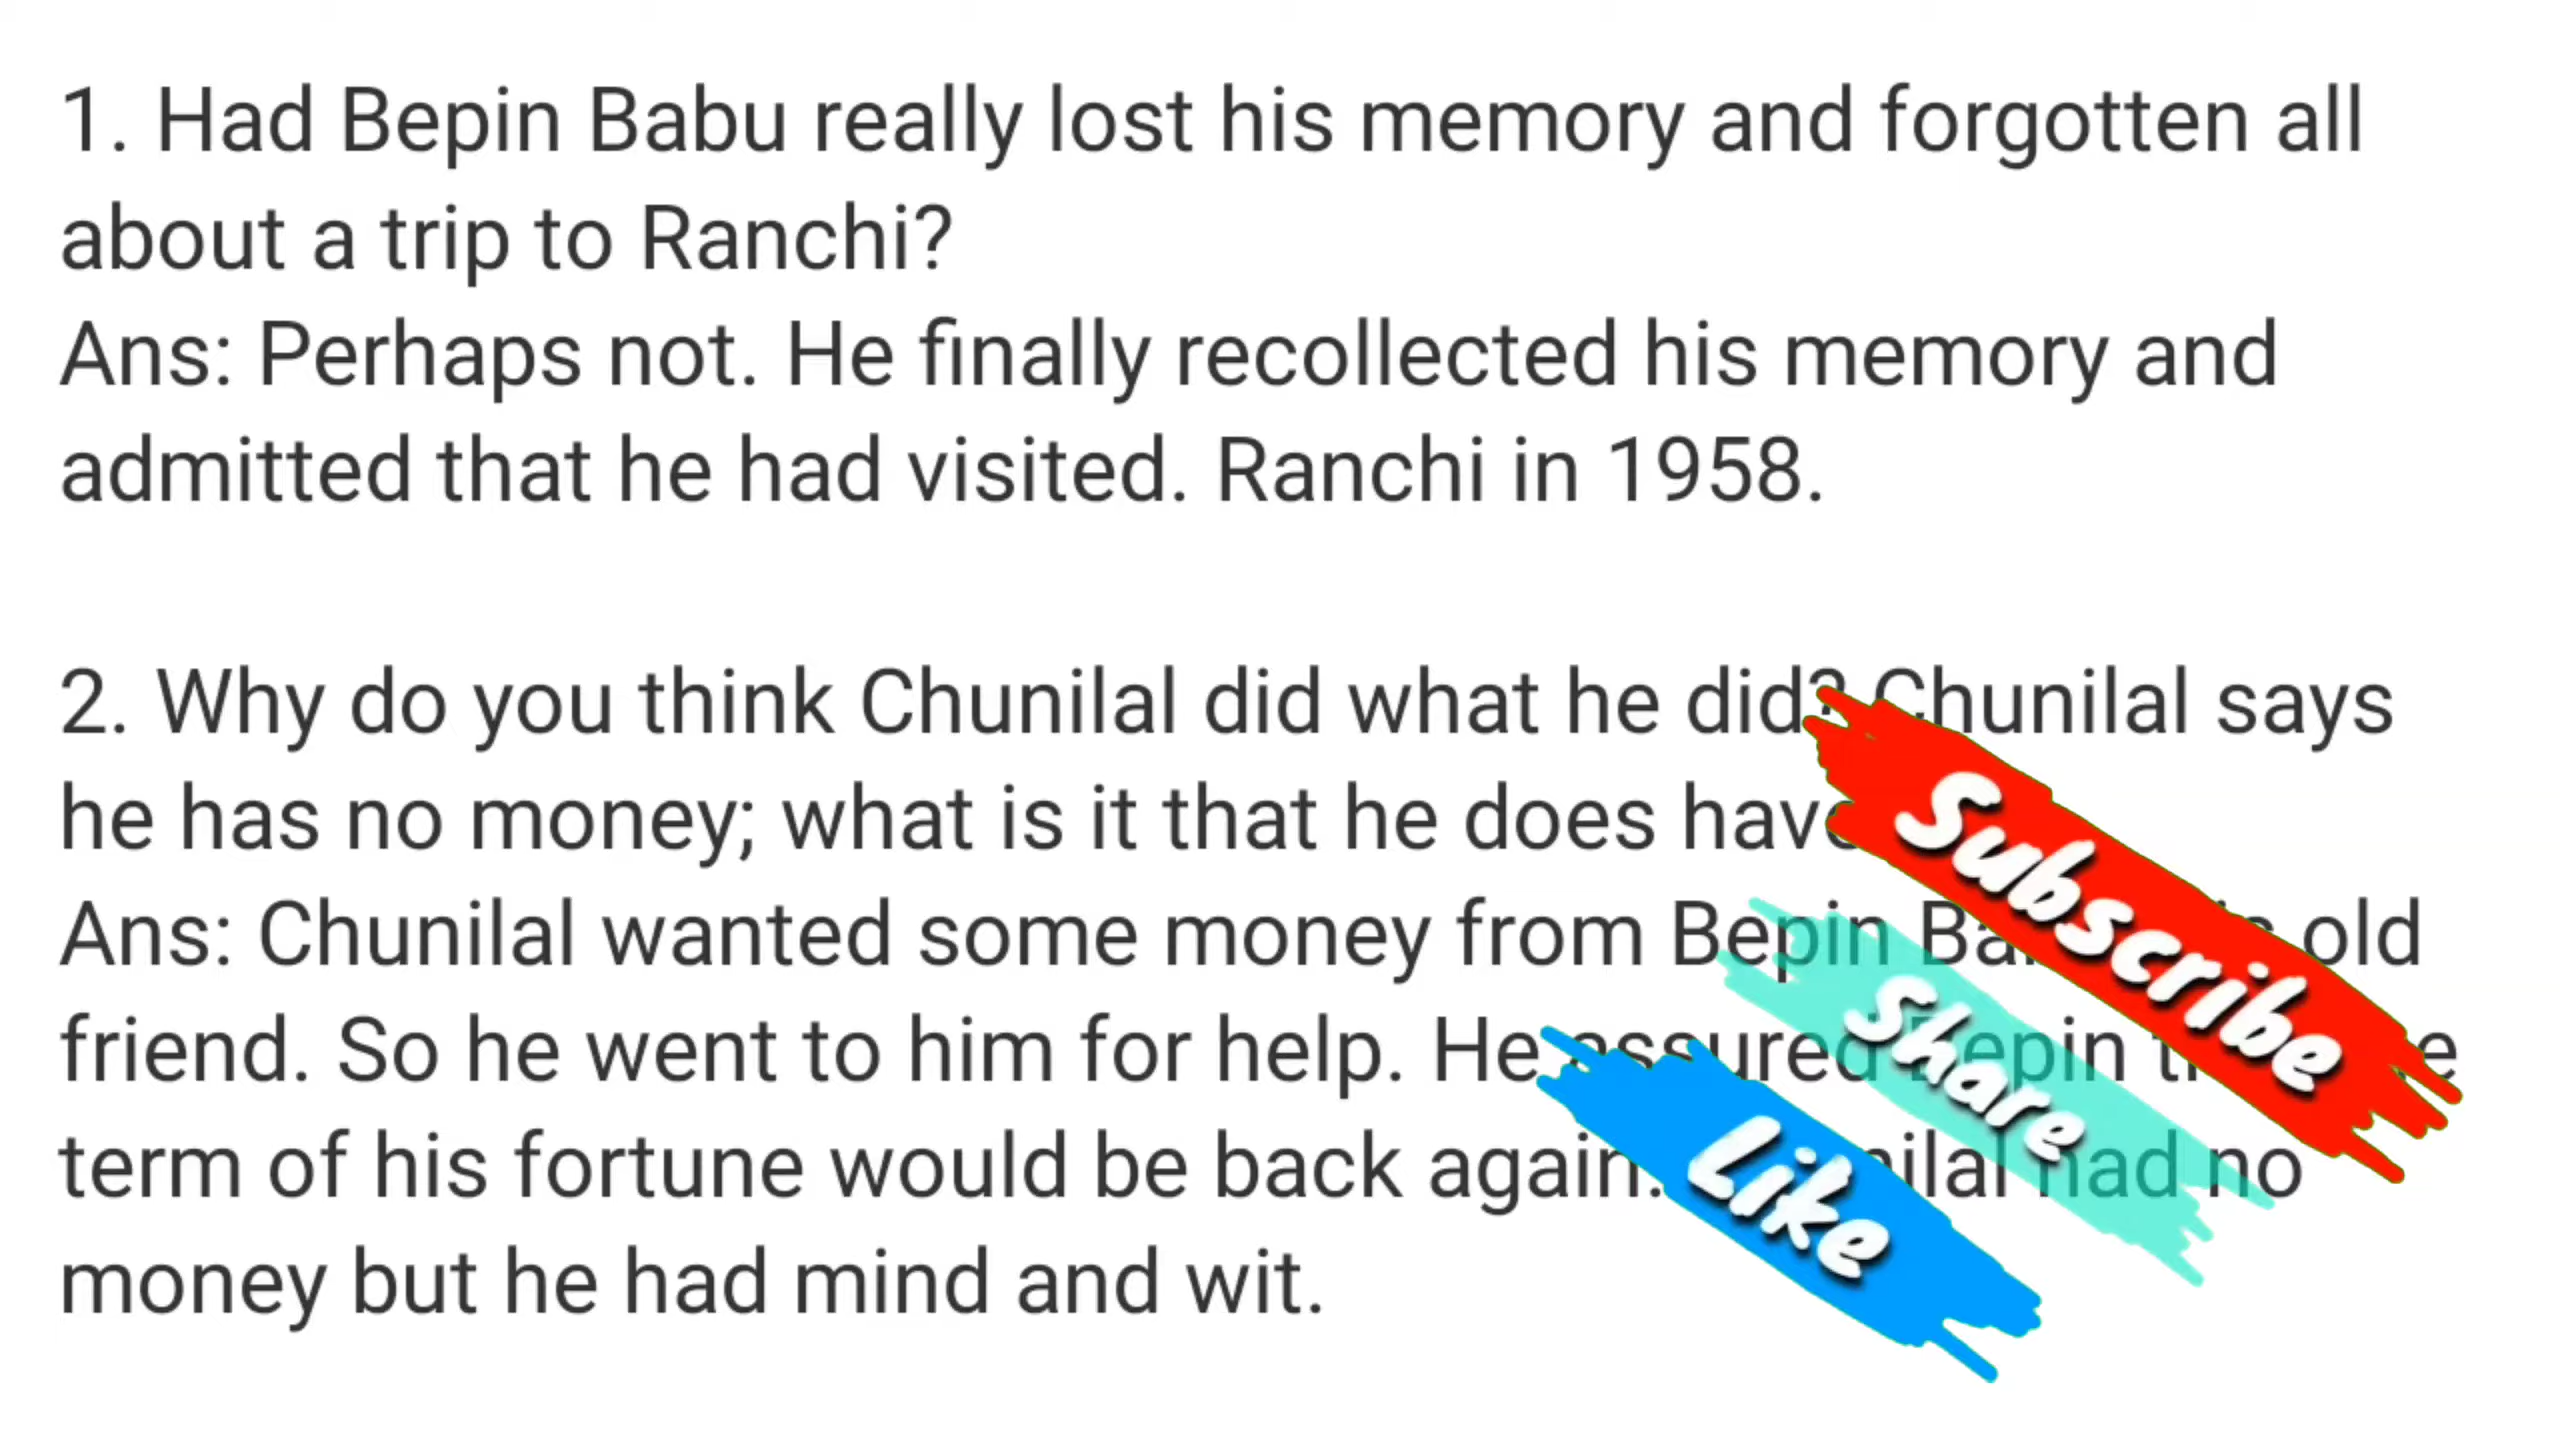 1. Had Bepin Babu really lost his memory and forgotten all
about a trip to Ranchi?
Ans: Perhaps not. He finally recollected his memory and
admitted that he had visited. Ranchi in 1958.
2. Why do you think Chunilal did what he did? Chunilal says
he has no money; what is it that he does have
Ans: Chunilal wanted some money from Bepin old
friend. So he went to him for help. He assured Bepin
term of his fortune would be back again. had no
money but he had mind and wit.
Subscribe
Share
Like